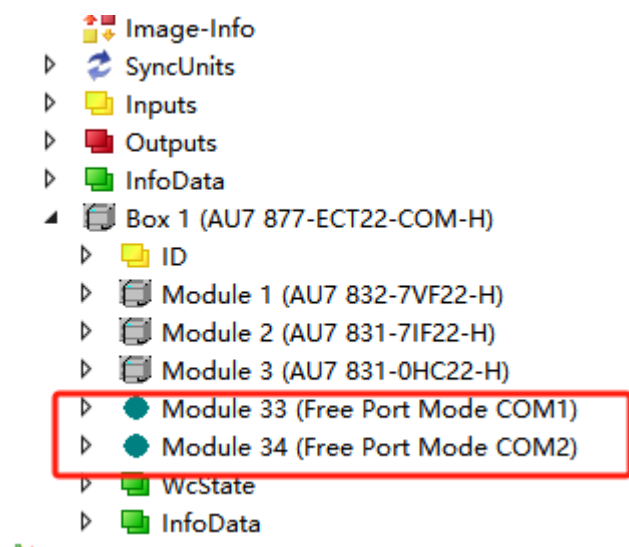 Image-Info
SyncUnits
Inputs
Outputs
InfoData
Box 1 (AU7 877-ECT22-COM-H)
ID
Module 1 (AU7 832-7VF22-H)
Module 2 (AU7 831-7IF22-H)
Module 3 (AU7 831-0HC22-H)
Module 33 (Free Port Mode COM1)
Module 34 (Free Port Mode COM2)
WcState
InfoData